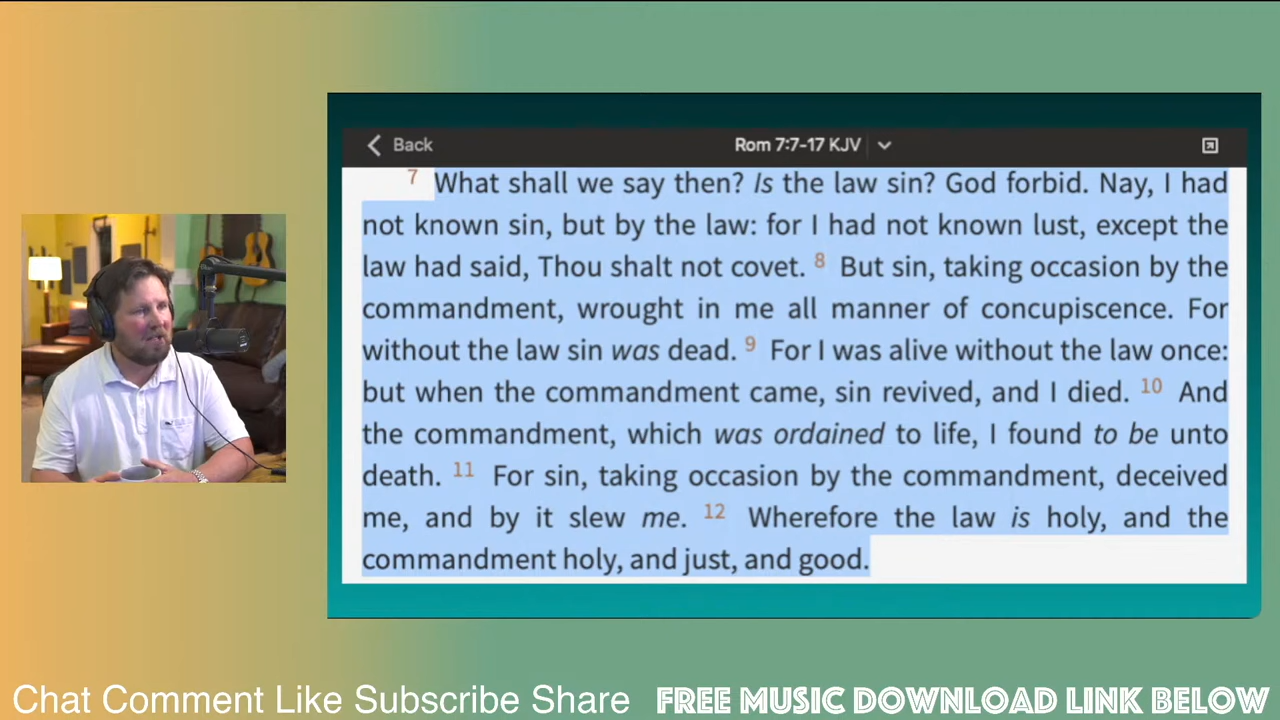 Back
Rom 7:7-17 KJV
7 What shall we say then? Is the law sin? God forbid. Nay, I had
not known sin, but by the law: for I had not known lust, except the
law had said, Thou shalt not covet. 8 But sin, taking occasion by the
commandment, wrought in me all manner of concupiscence. For
without the law sin was dead. 9 For I was alive without the law once:
but when the commandment came, sin revived, and I died. 10 And
the commandment, which was ordained to life, I found to be unto
death. 11 For sin, taking occasion by the commandment, deceived
me, and by it slew me. 12 Wherefore the law is holy, and the
commandment holy, and just, and good.
Chat Comment Like Subscribe Share
FREE MUSIC DOWNLOAD LINK BELOW